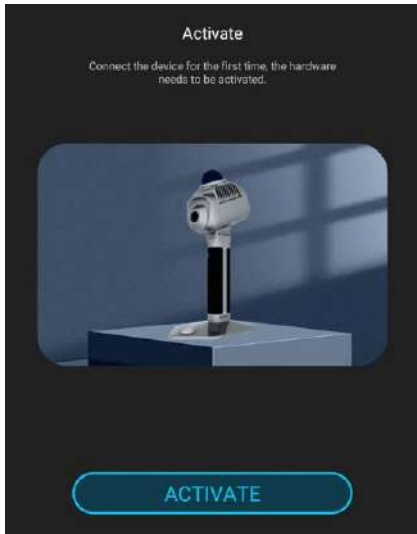 Activate
Connect the device for the first time, the hardware
needs to be activated.
ACTIVATE